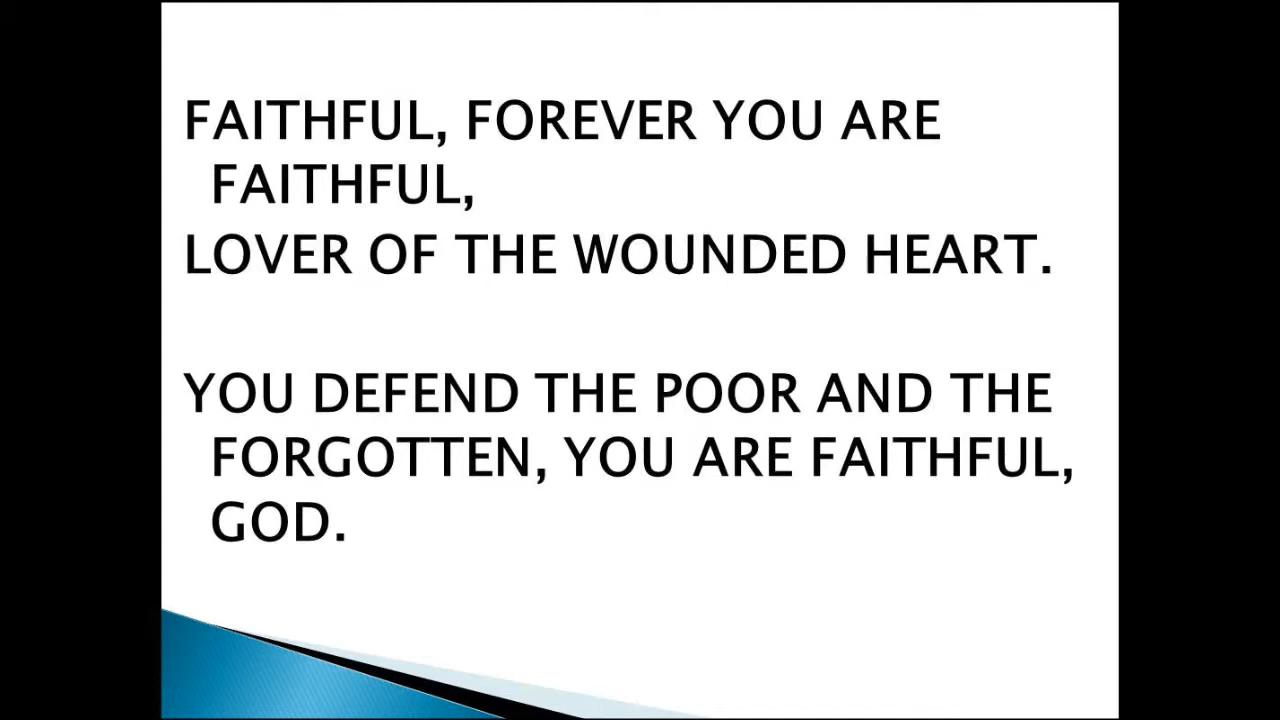 FAITHFUL, FOREVER YOU ARE
FAITHFUL,
LOVER OF THE WOUNDED HEART.
YOU DEFEND THE POOR AND THE
FORGOTTEN, YOU ARE FAITHFUL,
GOD.